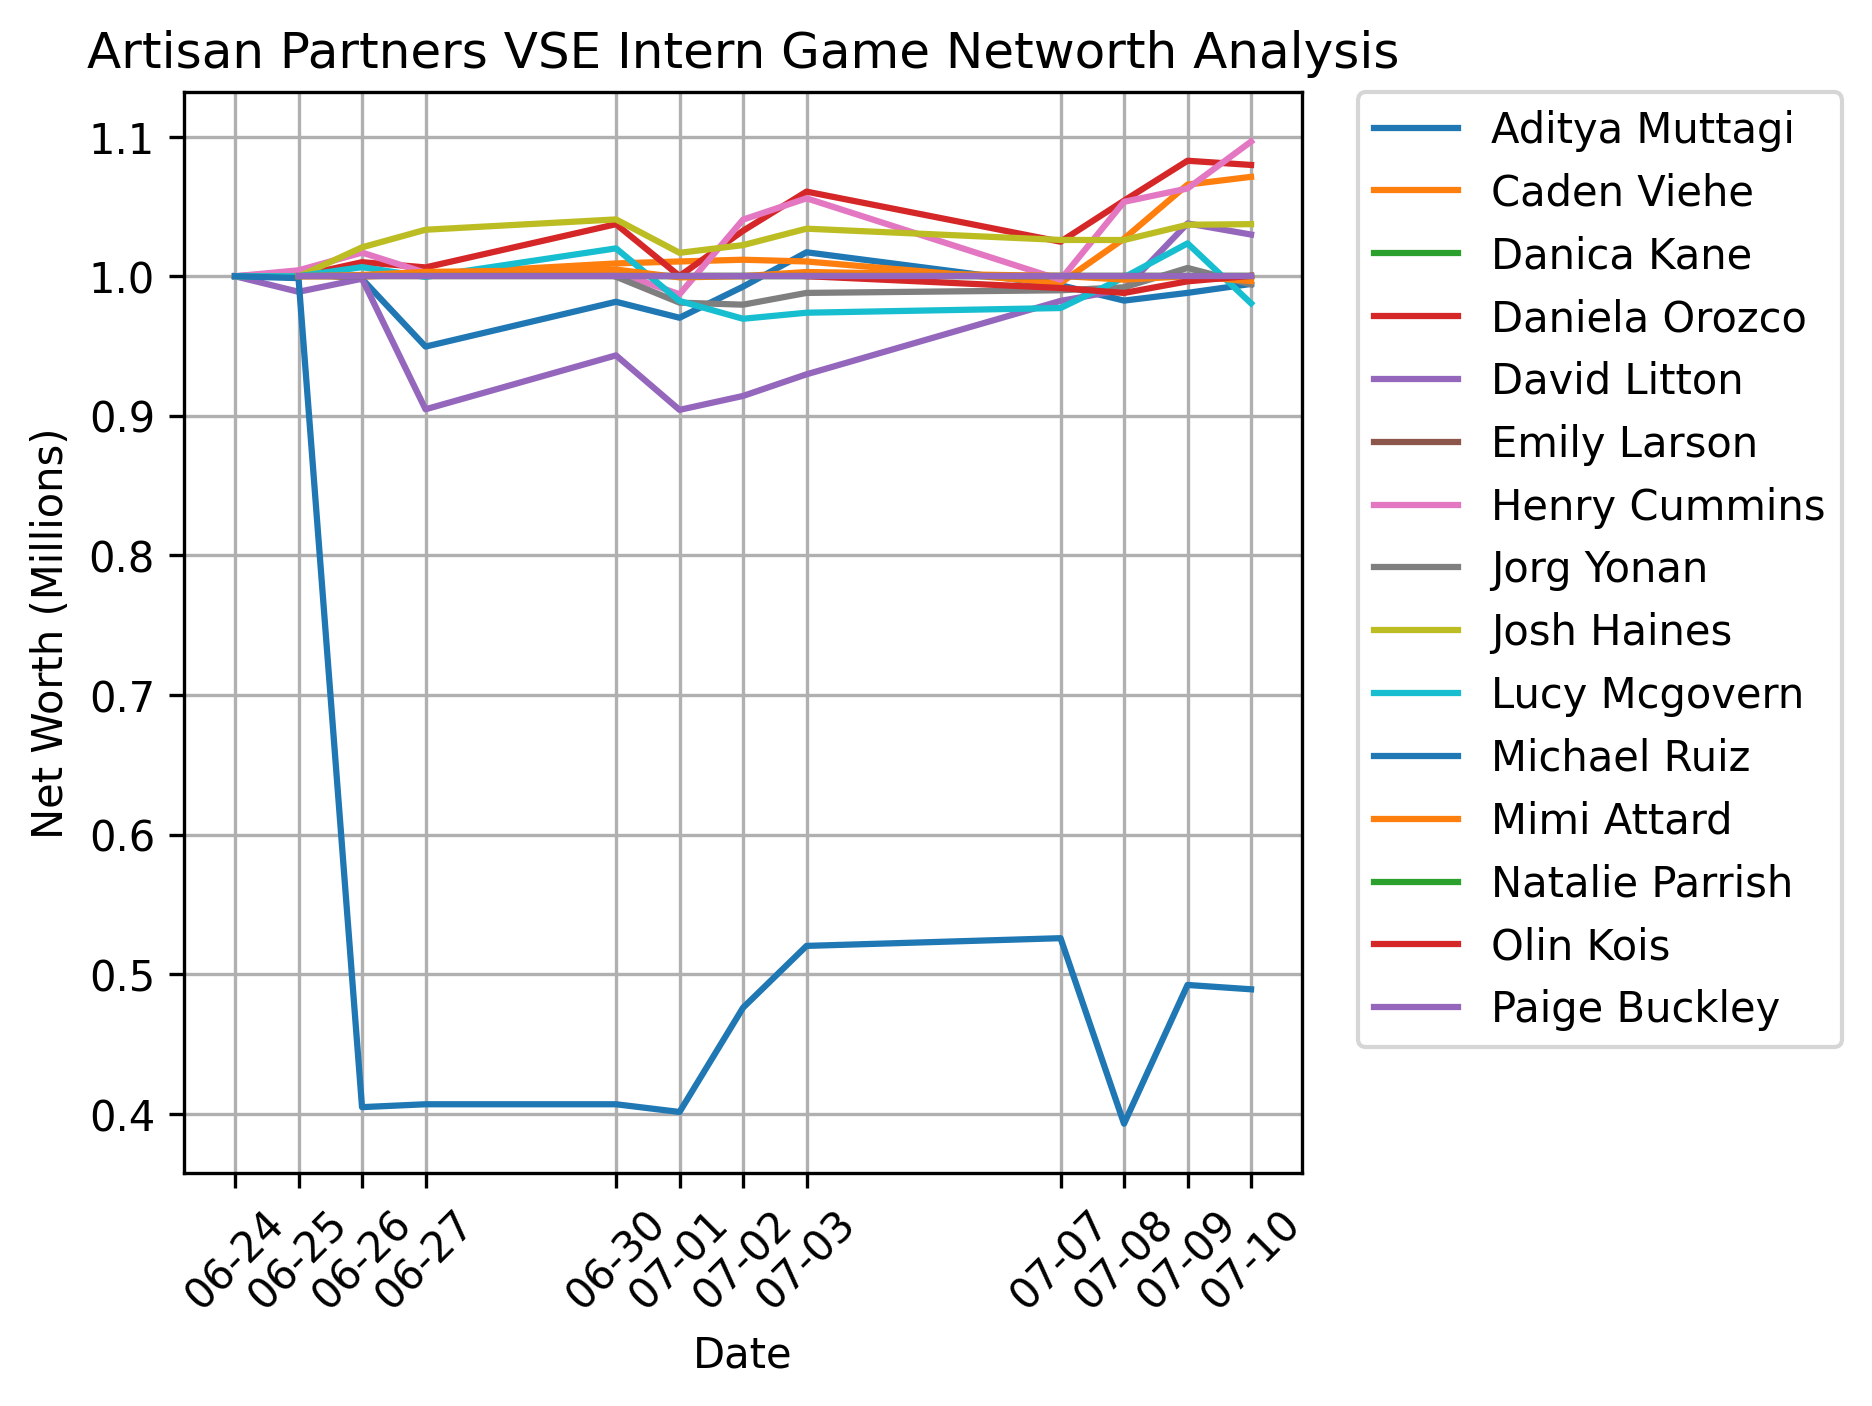 Artisan Partners VSE Intern Game Networth Analysis
1.1
1.0
0.9
0.8
0.7
0.6
0.5
0.4
Net Worth (Millions)
06-24
06-25
06-26
06-27
06-30
07-01
07-02
07-03
07-07
07-08
07-09
07-10
Date
Aditya Muttagi
Caden Viehe
Danica Kane
Daniela Orozco
David Litton
Emily Larson
Henry Cummins
Jorg Yonan
Josh Haines
Lucy Mcgovern
Michael Ruiz
Mimi Attard
Natalie Parrish
Olin Kois
Paige Buckley